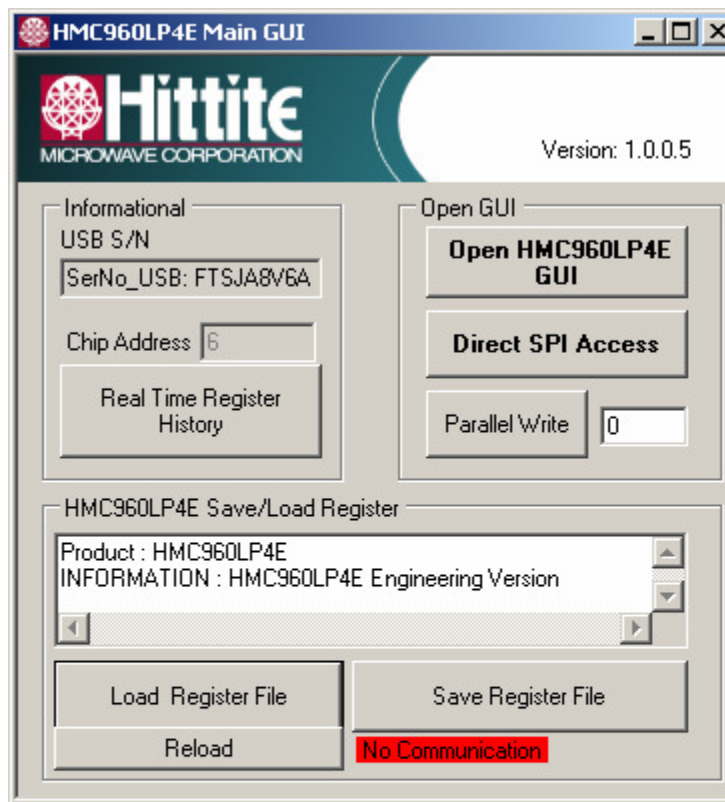 HMC960LP4E Main GUI
Hittite
MICROWAVE CORPORATION
Version: 1.0.0.5
Informational
USB S/N
SerNo_USB: FTSJA8V6A
Chip Address 6
Real Time Register
History
Open GUI
Open HMC960LP4E
GUI
Direct SPI Access
Parallel Write 0
HMC960LP4E Save/Load Register
Product : HMC960LP4E
INFORMATION : HMC960LP4E Engineering Version
Load  Register File
Save Register File
Reload
No Communication